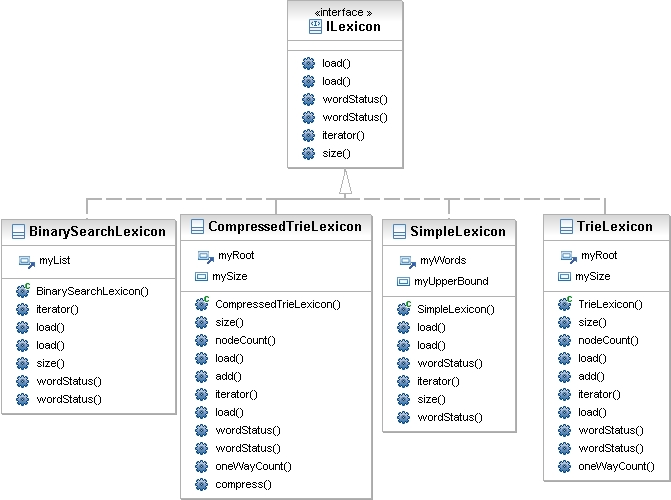 «interface »
ILexicon
load()
load()
wordStatus()
wordStatus()
iterator()
size()
BinarySearchLexicon
myList
BinarySearchLexicon()
iterator()
load()
load()
size()
wordStatus()
wordStatus()
CompressedTrieLexicon
myRoot
mySize
CompressedTrieLexicon()
size()
nodeCount()
load()
add()
iterator()
load()
wordStatus()
wordStatus()
oneWayCount()
compress()
SimpleLexicon
myWords
myUpperBound
SimpleLexicon()
load()
load()
wordStatus()
iterator()
size()
wordStatus()
TrieLexicon
myRoot
mySize
TrieLexicon()
size()
nodeCount()
load()
add()
iterator()
load()
wordStatus()
wordStatus()
oneWayCount()